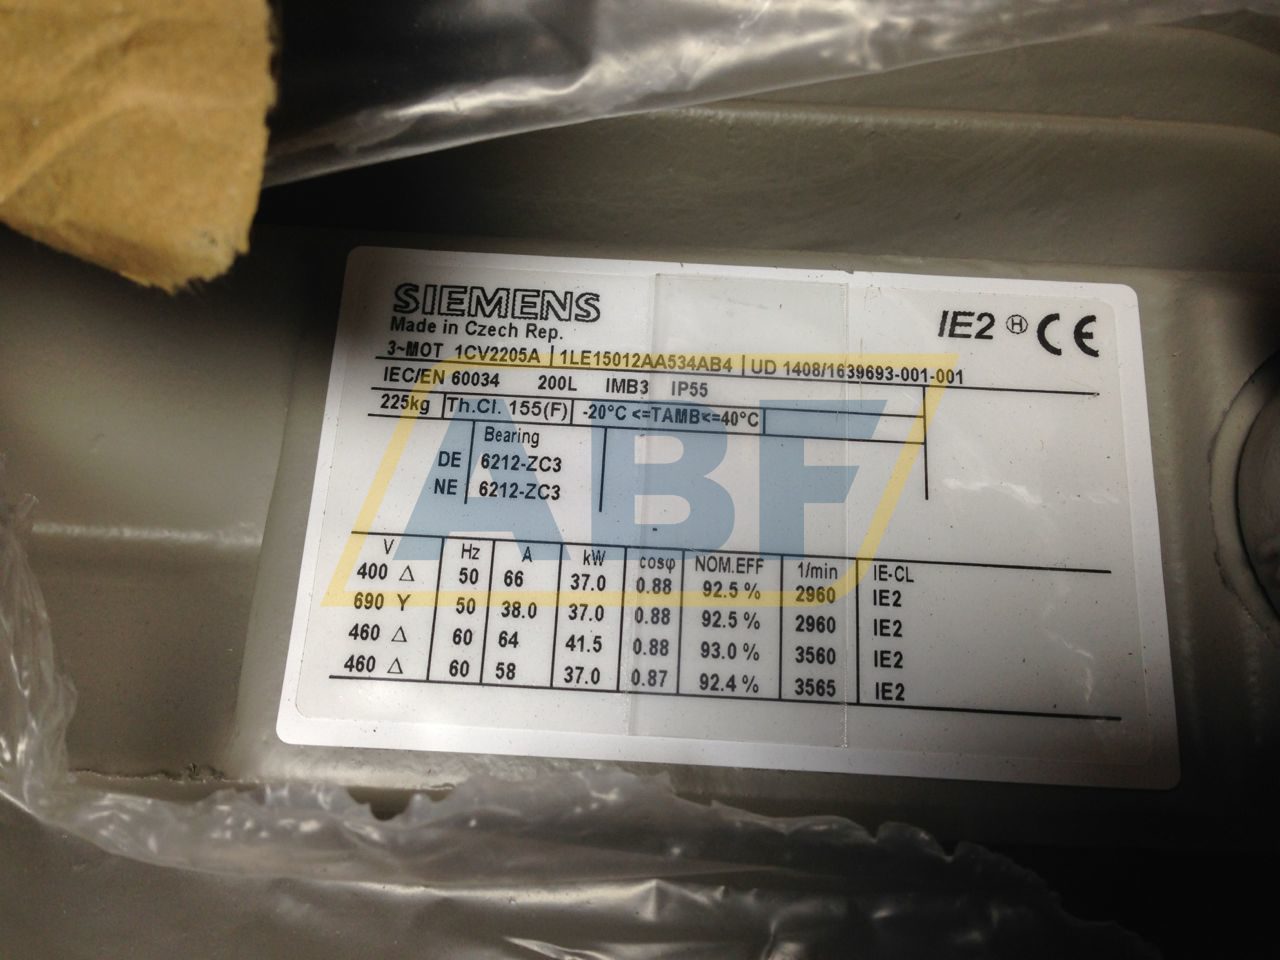 SIEMENS
Made in Czech Rep.
IE2 H CE
3~MOT 1CV2205A 1LE15012AA534AB4 UD 1408/1639693-001-001
IEC/EN 60034 200L IMB3 IP55
225kg Th.Cl. 155(F) -20°C <=TAMB<=40°C
Bearing
DE 6212-ZC3
NE 6212-ZC3
ABF
V Hz A kW cosφ NOM.EFF 1/min IE-CL
400 Δ 50 66 37.0 0.88 92.5 % 2960 IE2
690 Y 50 38.0 37.0 0.88 92.5 % 2960 IE2
460 Δ 60 64 41.5 0.88 93.0 % 3560 IE2
460 Δ 60 58 37.0 0.87 92.4 % 3565 IE2